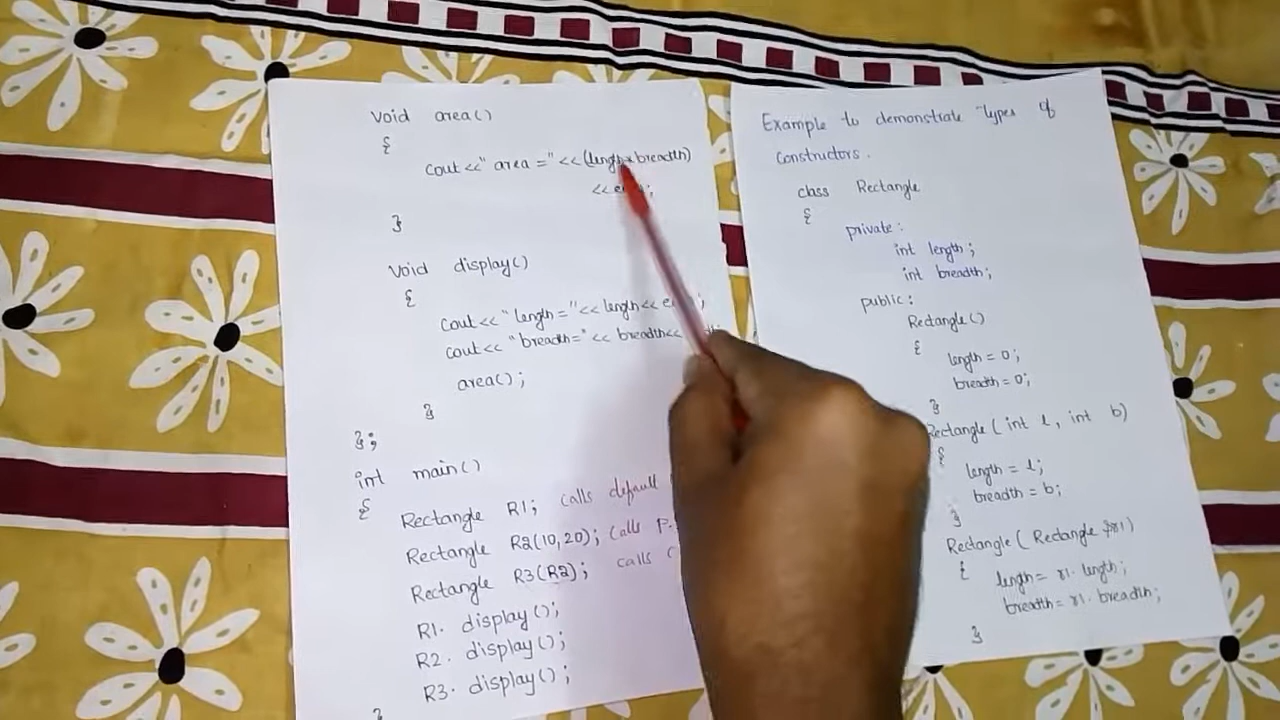 Void area()
{
cout<<" area ="<<(length*breadth)
<<
}
Void display()
{
cout<<" length ="<< length<<
cout<< "breadth="<< breadth<<
area();
}
};
int main()
{
Rectangle R1; calls default
Rectangle R2(10,20); calls P.
Rectangle R3(R2); calls
R1. display();
R2. display();
R3. display();
}
Example to demonstrate Types of
constructors.
class Rectangle
{
private:
int length;
int breadth;
public:
Rectangle()
{
length = 0;
breadth = 0;
}
Rectangle( int l, int b)
{
length = l;
breadth = b;
}
Rectangle( Rectangle &r1)
{
length= r1. length;
breadth= r1. breadth;
}